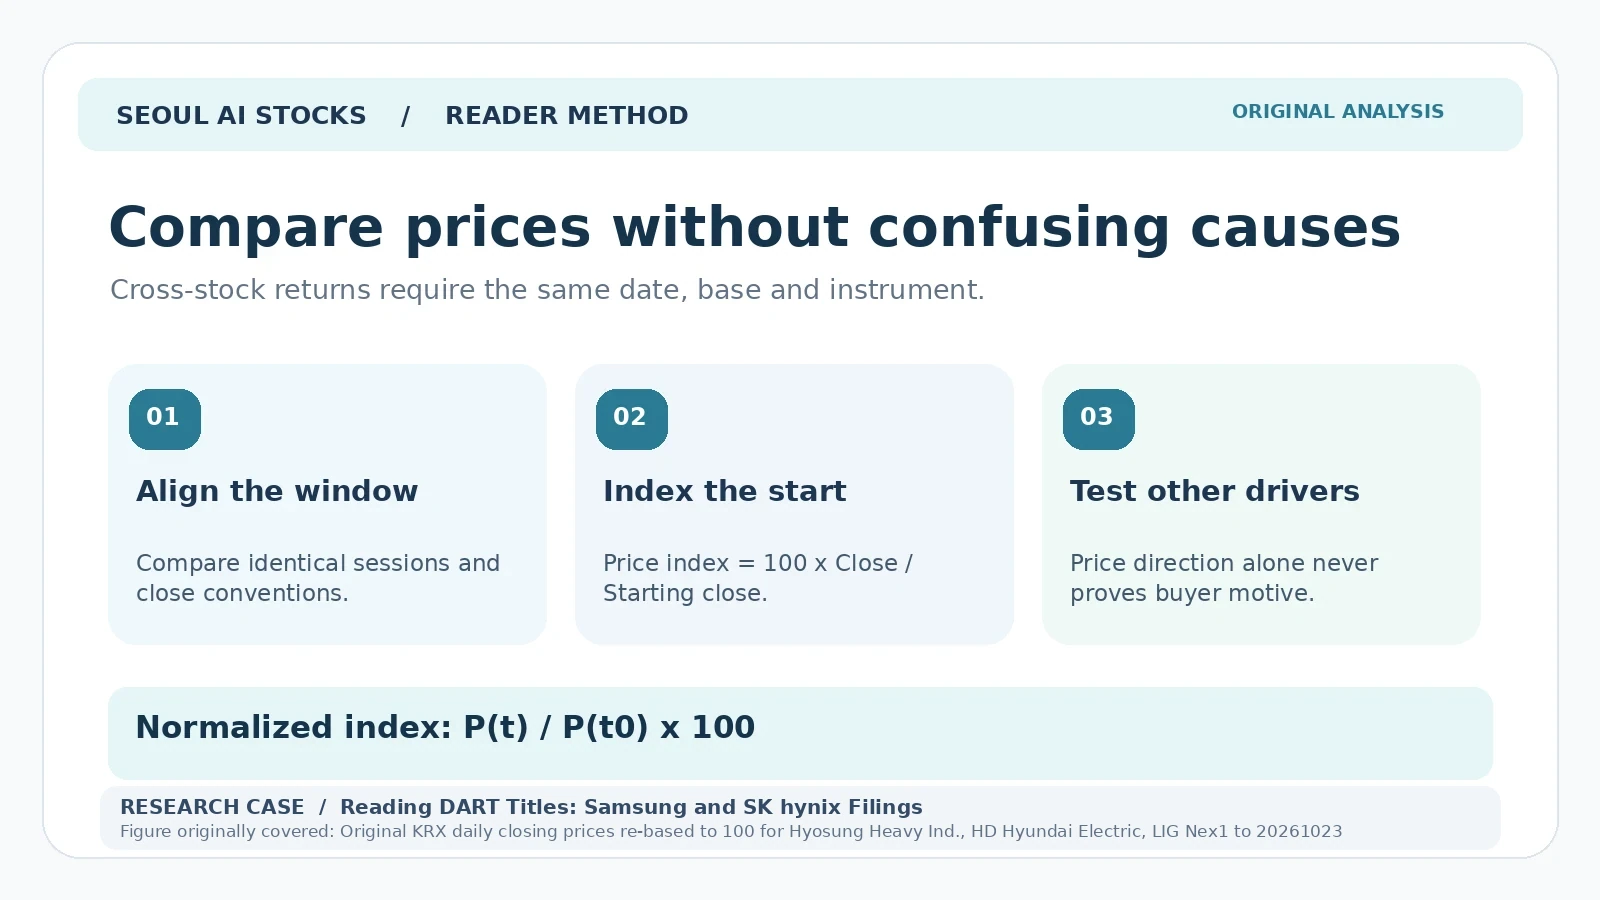 SEOUL AI STOCKS / READER METHOD
ORIGINAL ANALYSIS
Compare prices without confusing causes
Cross-stock returns require the same date, base and instrument.
01
Align the window
Compare identical sessions and
close conventions.
02
Index the start
Price index = 100 x Close /
Starting close.
03
Test other drivers
Price direction alone never
proves buyer motive.
Normalized index: P(t) / P(t0) x 100
RESEARCH CASE / Reading DART Titles: Samsung and SK hynix Filings
Figure originally covered: Original KRX daily closing prices re-based to 100 for Hyosung Heavy Ind., HD Hyundai Electric, LIG Nex1 to 20261023